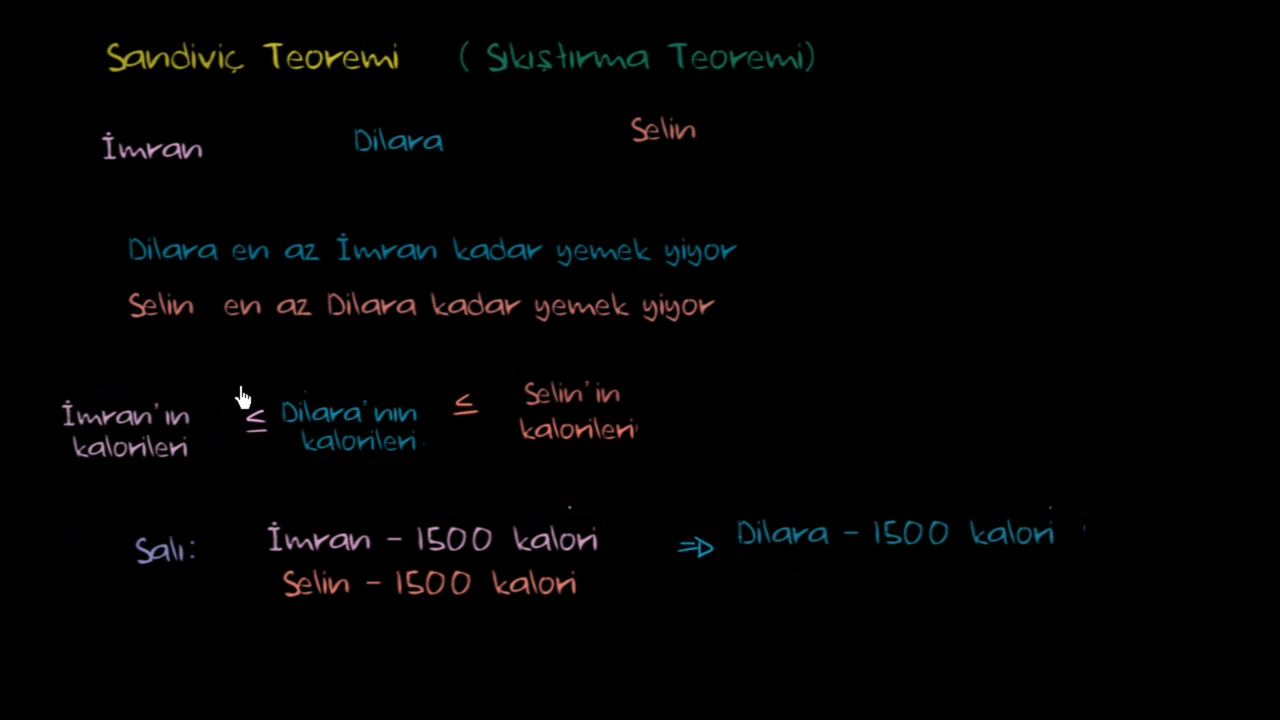 Sandiviç Teoremi (Sıkıştırma Teoremi)
İmran Dilara Selin
Dilara en az İmran kadar yemek yiyor
Selin en az Dilara kadar yemek yiyor
İmran'ın ≤ Dilara'nın ≤ Selin'in
kalorileri kalorileri kalorileri
Salı: İmran - 1500 kalori ⇒ Dilara - 1500 kalori
Selin - 1500 kalori